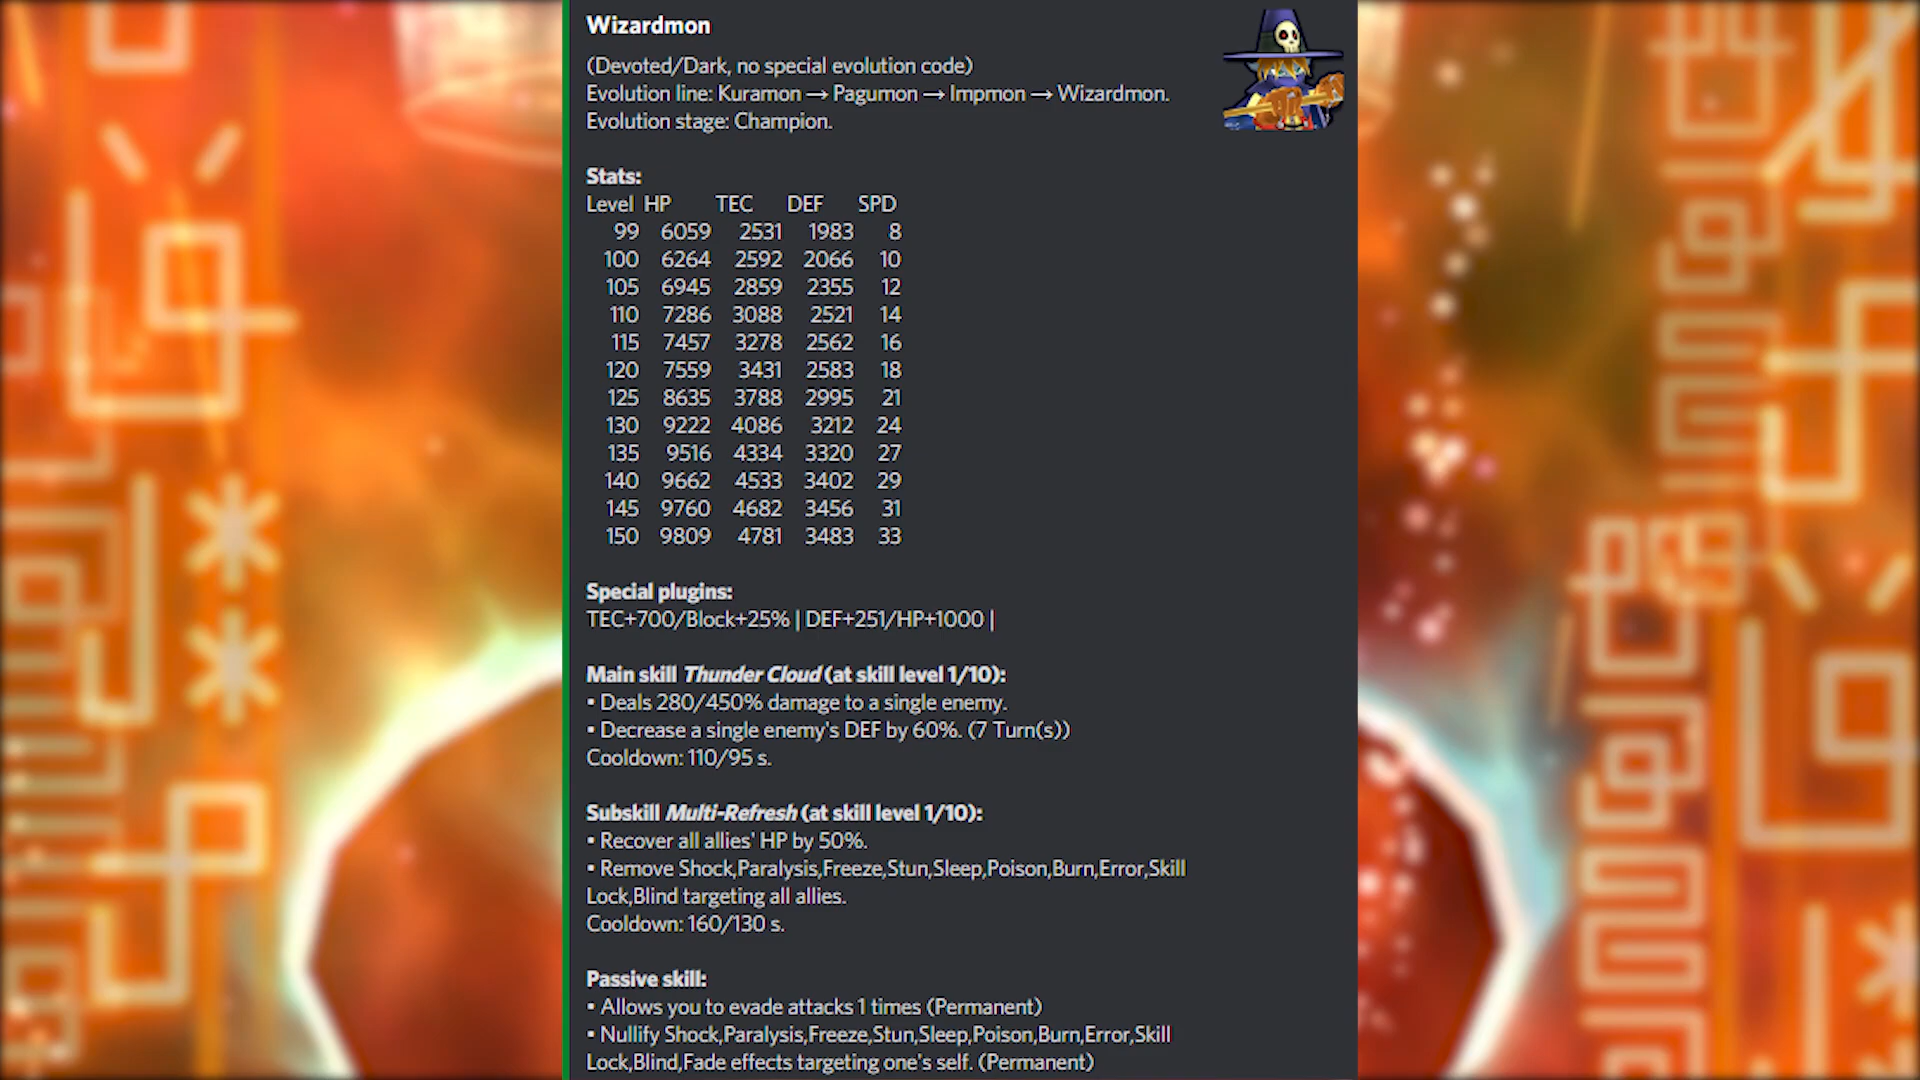 Wizardmon
(Devoted/Dark, no special evolution code)
Evolution line: Kuramon → Pagumon → Impmon → Wizardmon.
Evolution stage: Champion.
Stats:
Level HP TEC DEF SPD
99 6059 2531 1983 8
100 6264 2592 2066 10
105 6945 2859 2355 12
110 7286 3088 2521 14
115 7457 3278 2562 16
120 7559 3431 2583 18
125 8635 3788 2995 21
130 9222 4086 3212 24
135 9516 4334 3320 27
140 9662 4533 3402 29
145 9760 4682 3456 31
150 9809 4781 3483 33
Special plugins:
TEC+700/Block+25% | DEF+251/HP+1000 |
Main skill Thunder Cloud (at skill level 1/10):
• Deals 280/450% damage to a single enemy.
• Decrease a single enemy's DEF by 60%. (7 Turn(s))
Cooldown: 110/95 s.
Subskill Multi-Refresh (at skill level 1/10):
• Recover all allies' HP by 50%.
• Remove Shock,Paralysis,Freeze,Stun,Sleep,Poison,Burn,Error,Skill
Lock,Blind targeting all allies.
Cooldown: 160/130 s.
Passive skill:
• Allows you to evade attacks 1 times (Permanent)
• Nullify Shock,Paralysis,Freeze,Stun,Sleep,Poison,Burn,Error,Skill
Lock,Blind,Fade effects targeting one's self. (Permanent)